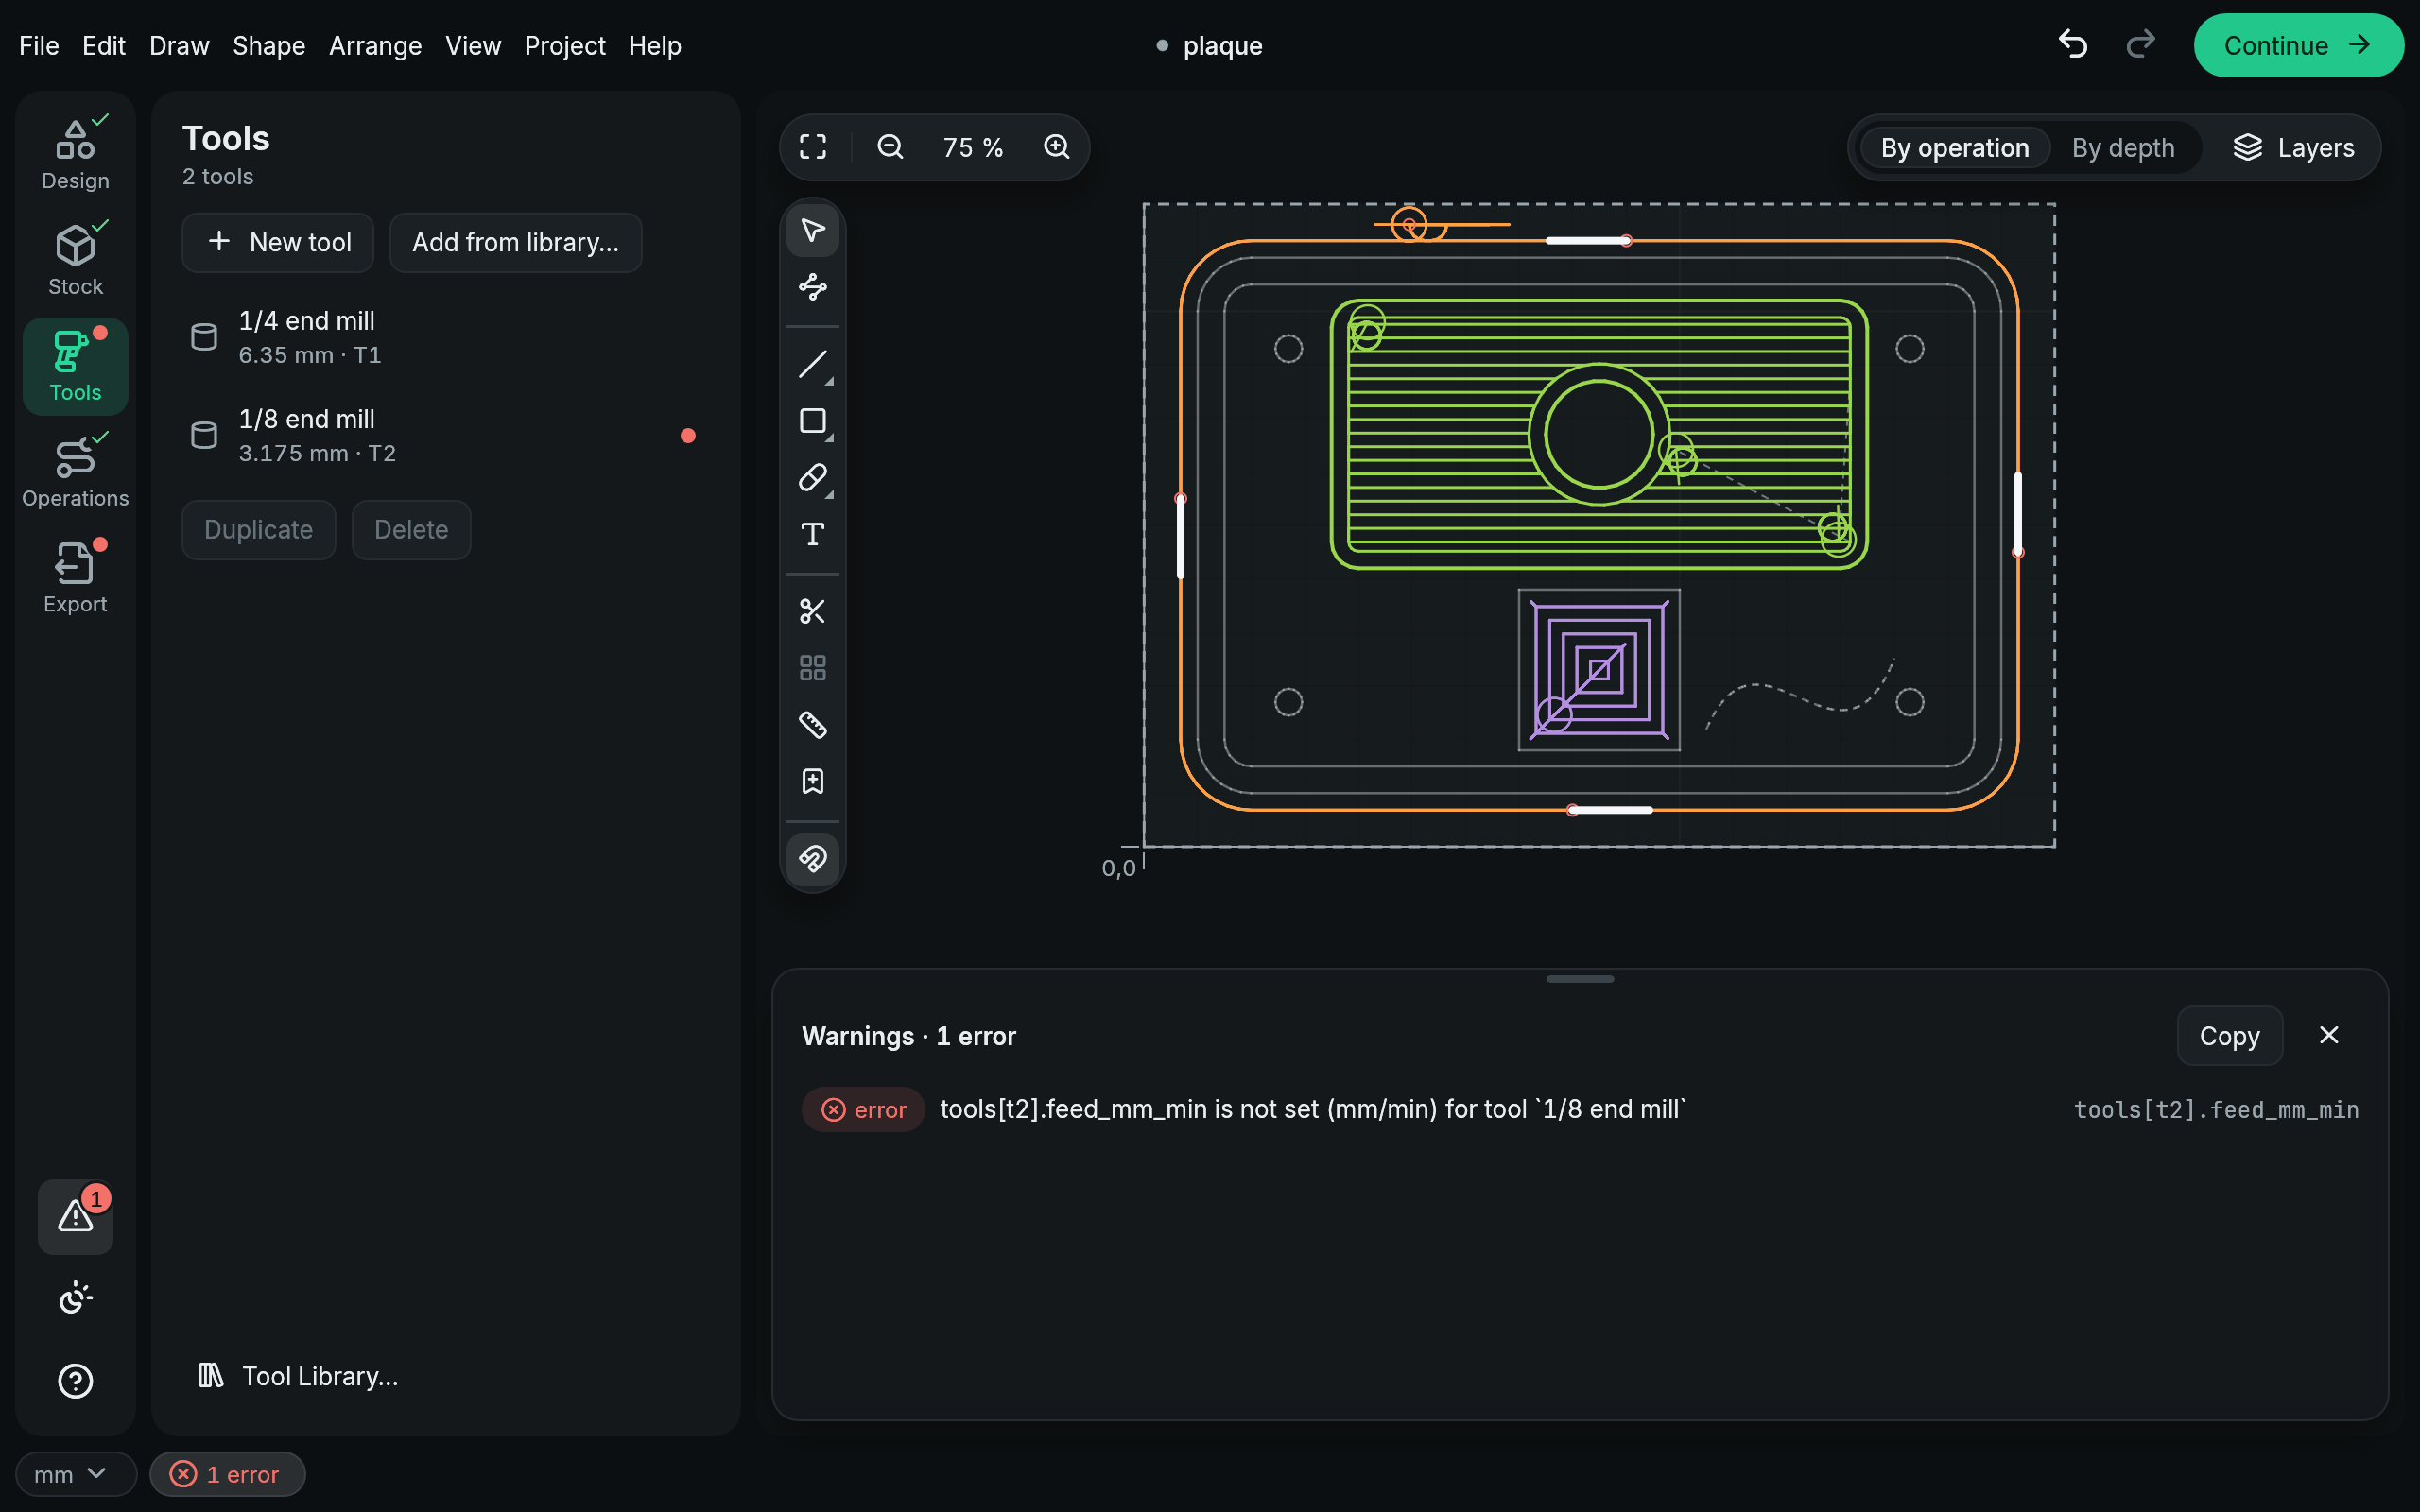 File Edit Draw Shape Arrange View Project Help
plaque
Continue
Design
Stock
Tools
Operations
Export
1
Tools
2 tools
New tool
Add from library...
1/4 end mill
6.35 mm · T1
1/8 end mill
3.175 mm · T2
Duplicate
Delete
Tool Library...
75 %
By operation
By depth
Layers
0,0
Warnings · 1 error
Copy
error
tools[t2].feed_mm_min is not set (mm/min) for tool `1/8 end mill`
tools[t2].feed_mm_min
mm
1 error